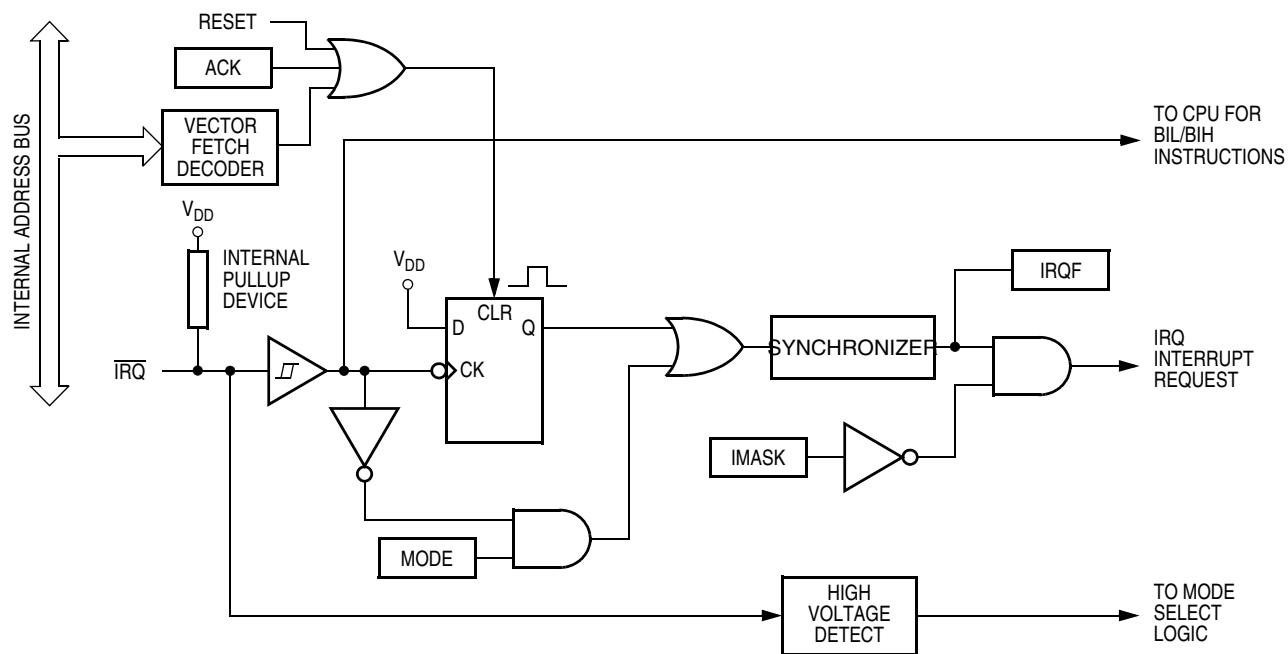 RESET
ACK
VECTOR
FETCH
DECODER
INTERNAL ADDRESS BUS
TO CPU FOR
BIL/BIH
INSTRUCTIONS
VDD
INTERNAL
PULLUP
DEVICE
VDD
CLR
D
Q
CK
IRQ
SYNCHRONIZER
IRQF
IRQ
INTERRUPT
REQUEST
IMASK
MODE
HIGH
VOLTAGE
DETECT
TO MODE
SELECT
LOGIC